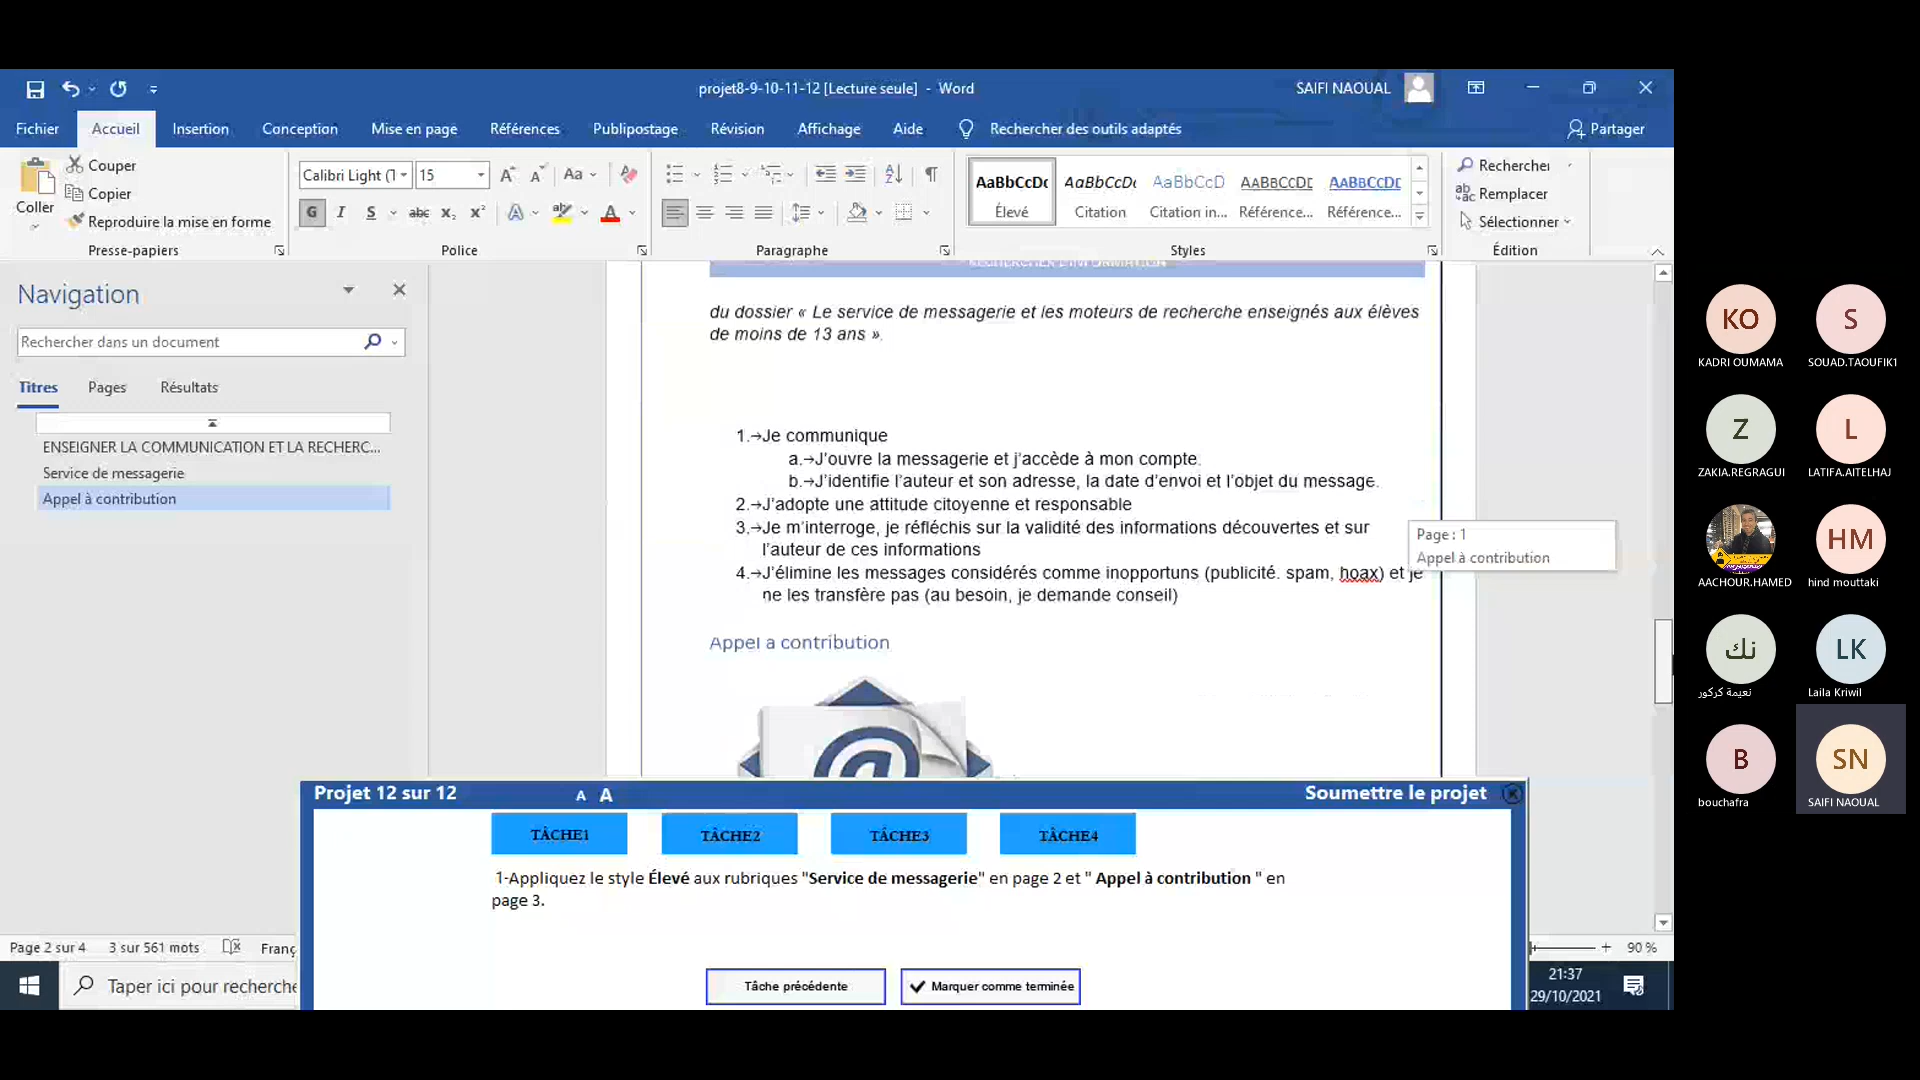 projet8-9-10-11-12 [Lecture seule] - Word
SAIFI NAOUAL
Fichier
Accueil
Insertion
Conception
Mise en page
Références
Publipostage
Révision
Affichage
Aide
Rechercher des outils adaptés
Partager
Coller
Couper
Copier
Reproduire la mise en forme
Presse-papiers
Calibri Light (T
15
Aa
G I S abc x₂ x²
Police
Paragraphe
AaBbCcDc
Élevé
AaBbCcDc
Citation
AaBbCcD
Citation in...
AABBCCDE
Référence...
AABBCCDE
Référence...
Styles
Rechercher
Remplacer
Sélectionner
Édition
Navigation
Rechercher dans un document
Titres
Pages
Résultats
ENSEIGNER LA COMMUNICATION ET LA RECHERC...
Service de messagerie
Appel à contribution
du dossier « Le service de messagerie et les moteurs de recherche enseignés aux élèves
de moins de 13 ans ».
1.→Je communique
a.→J’ouvre la messagerie et j’accède à mon compte.
b.→J’identifie l’auteur et son adresse, la date d’envoi et l’objet du message.
2.→J’adopte une attitude citoyenne et responsable
3.→Je m’interroge, je réfléchis sur la validité des informations découvertes et sur
l’auteur de ces informations
4.→J’élimine les messages considérés comme inopportuns (publicité. spam, hoax) et je
ne les transfère pas (au besoin, je demande conseil)
Page : 1
Appel à contribution
Appel a contribution
@
Projet 12 sur 12
A A
Soumettre le projet
TÂCHE1
TÂCHE2
TÂCHE3
TÂCHE4
1-Appliquez le style Élevé aux rubriques "Service de messagerie" en page 2 et " Appel à contribution " en
page 3.
Tâche précédente
Marquer comme terminée
Page 2 sur 4
3 sur 561 mots
Franç
90 %
Taper ici pour recherche
21:37
29/10/2021
KO
KADRI OUMAMA
S
SOUAD.TAOUFIK1
Z
ZAKIA.REGRAGUI
L
LATIFA.AITELHAJ
AACHOUR.HAMED
HM
hind mouttaki
نك
نعيمة كركور
LK
Laila Kriwil
B
bouchafra
SN
SAIFI NAOUAL